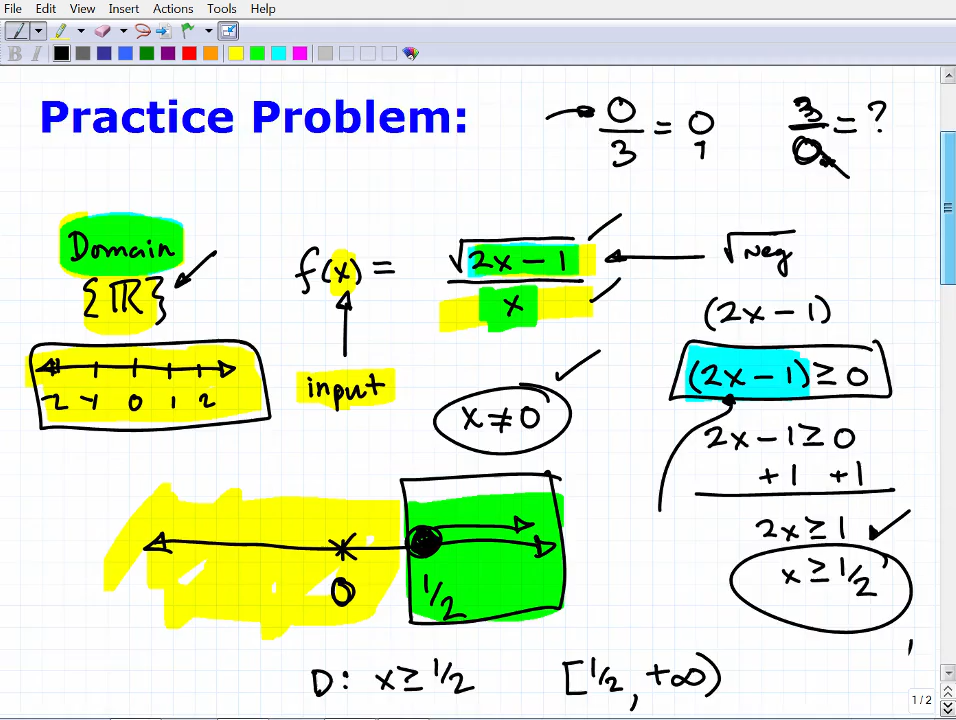 File Edit View Insert Actions Tools Help
B I
Practice Problem:
0/3 = 0
3/0 = ?
Domain
{ℝ}
f(x) = √(2x - 1) / x
√neg
(2x - 1)
-2 -1 0 1 2
input
(2x - 1) ≥ 0
x ≠ 0
2x - 1 ≥ 0
+1 +1
2x ≥ 1
x ≥ 1/2
0
1/2
D: x ≥ 1/2 [1/2, +∞)
1 / 2